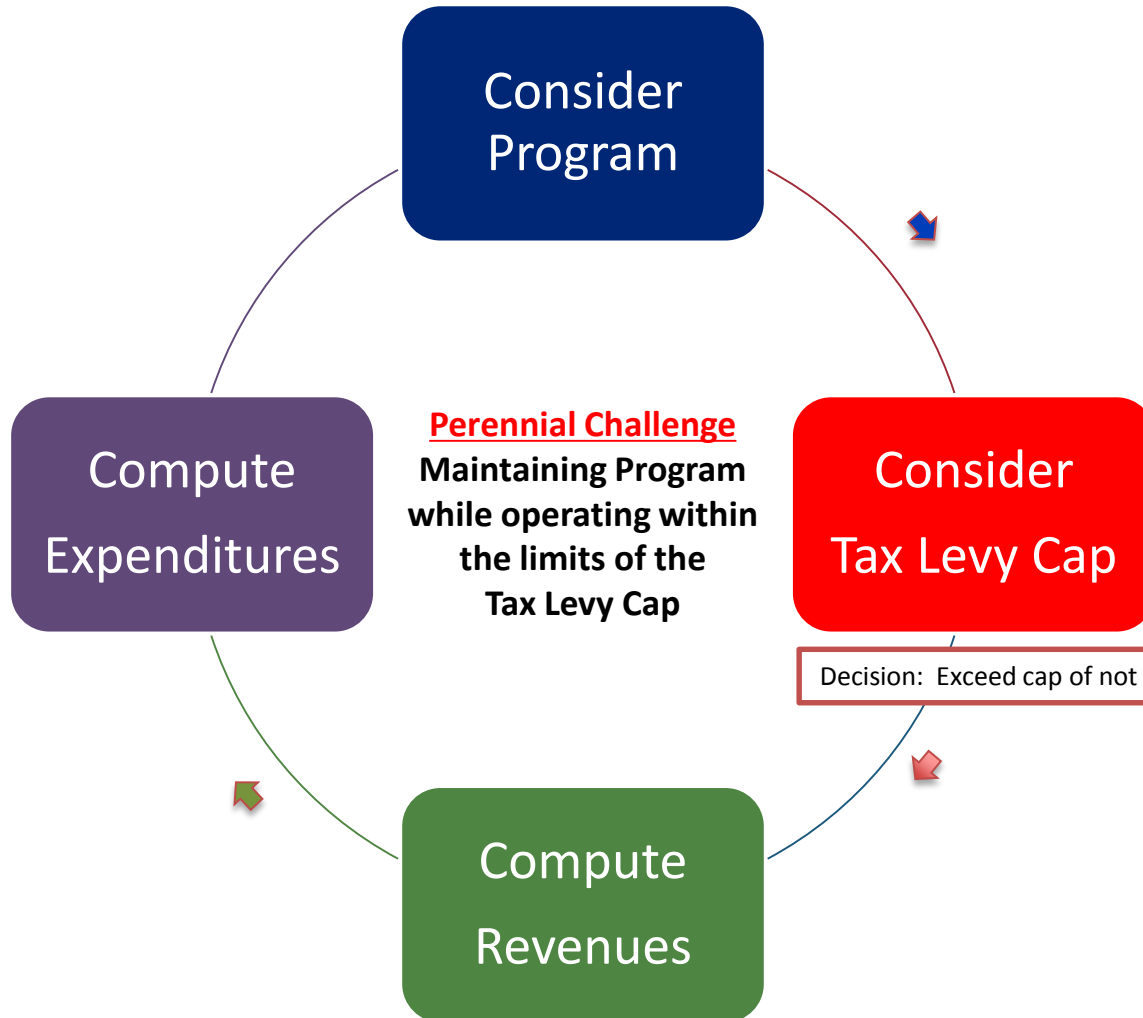 Consider
Program
Compute
Expenditures
Perennial Challenge
Maintaining Program
while operating within
the limits of the
Tax Levy Cap
Consider
Tax Levy Cap
Decision:  Exceed cap of not
Compute
Revenues